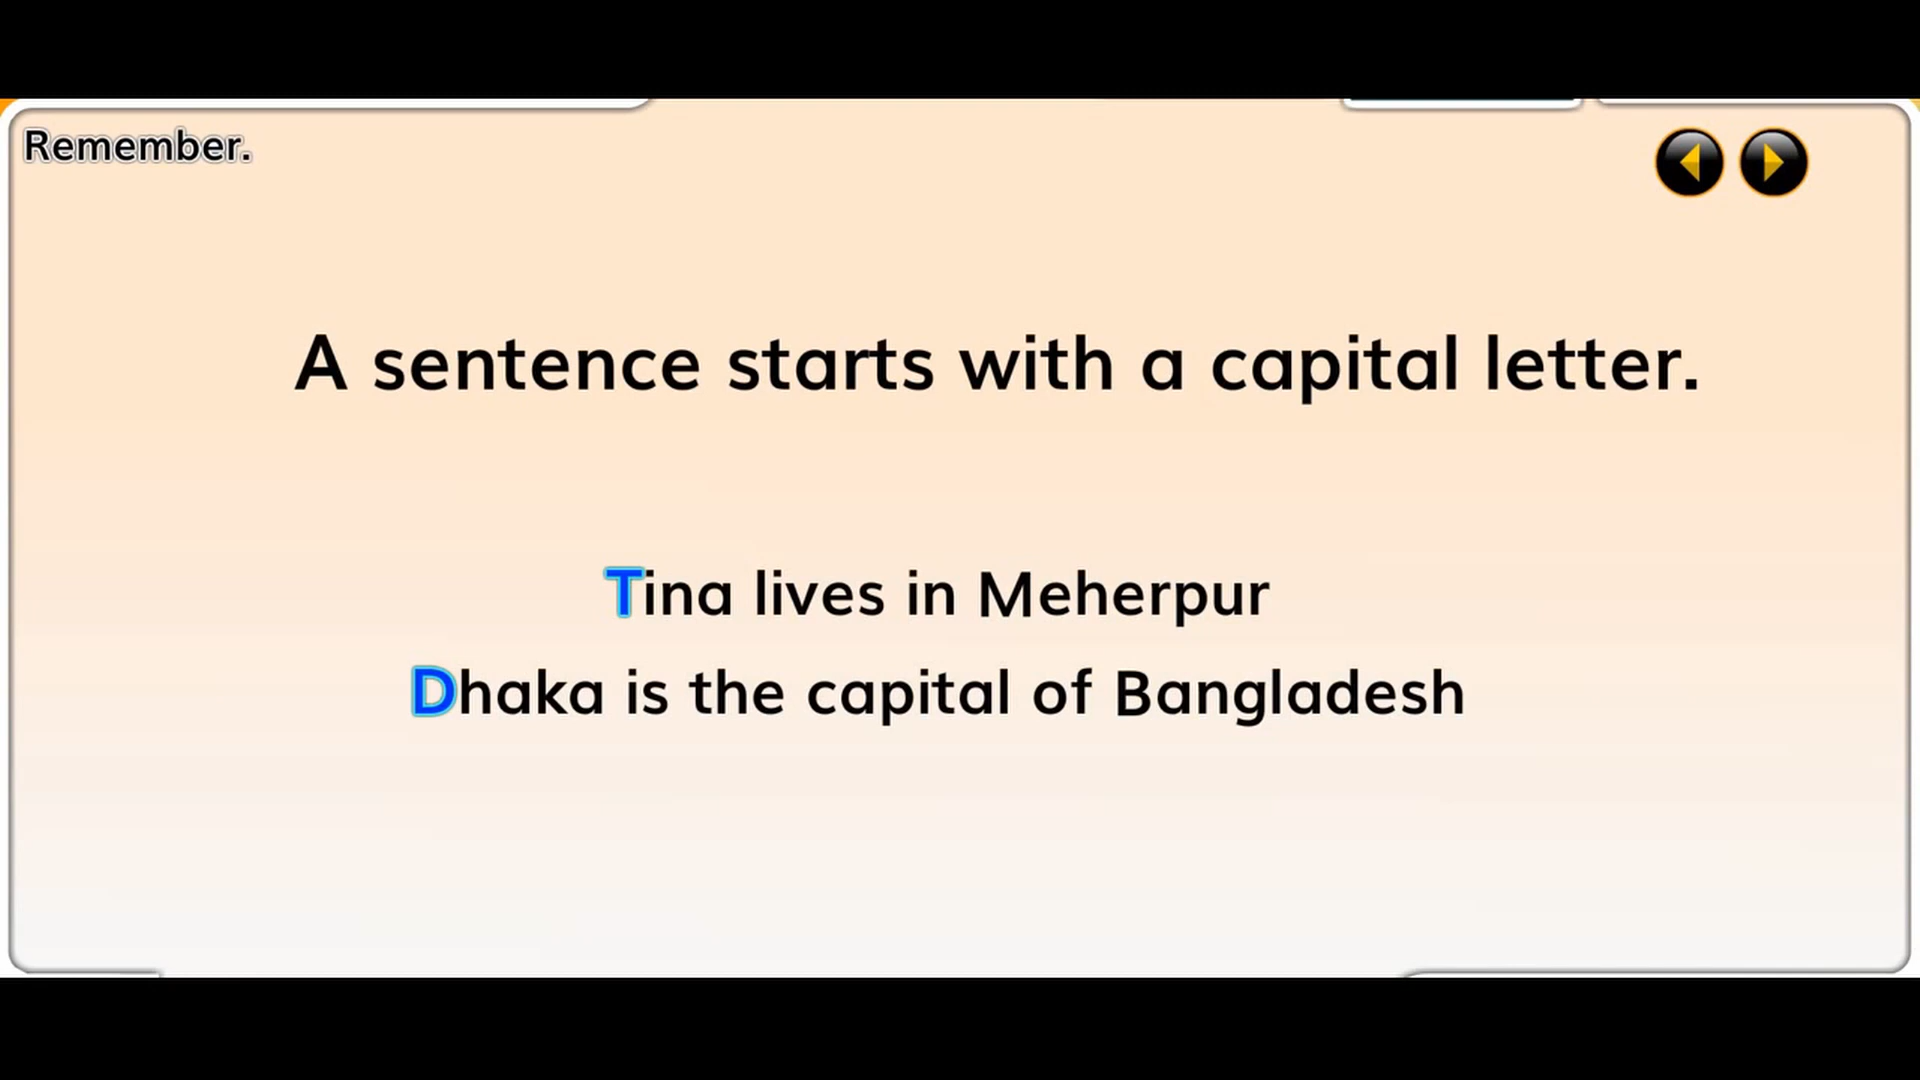 Remember.
A sentence starts with a capital letter.
Tina lives in Meherpur
Dhaka is the capital of Bangladesh